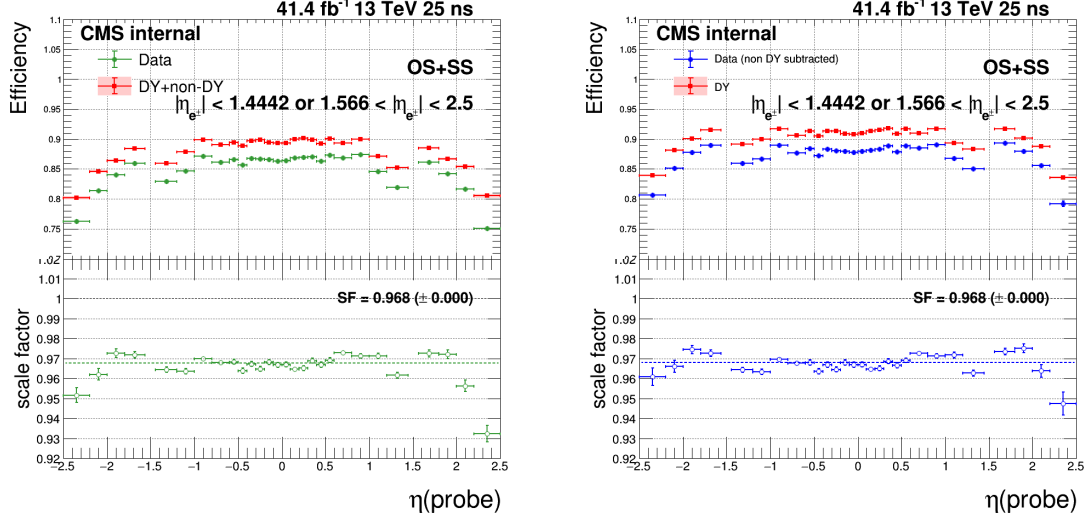 41.4 fb⁻¹ 13 TeV 25 ns
CMS internal
Data
DY+non-DY
OS+SS
|ηe±| < 1.4442 or 1.566 < |ηe±| < 2.5
Efficiency
1.1
1.05
1
0.95
0.9
0.85
0.8
0.75
1.02
1.01
1
0.99
0.98
0.97
0.96
0.95
0.94
0.93
0.92
scale factor
SF = 0.968 (± 0.000)
−2.5 −2 −1.5 −1 −0.5 0 0.5 1 1.5 2 2.5
η(probe)
41.4 fb⁻¹ 13 TeV 25 ns
CMS internal
Data (non DY subtracted)
DY
OS+SS
|ηe±| < 1.4442 or 1.566 < |ηe±| < 2.5
Efficiency
1.1
1.05
1
0.95
0.9
0.85
0.8
0.75
1.02
1.01
1
0.99
0.98
0.97
0.96
0.95
0.94
0.93
0.92
scale factor
SF = 0.968 (± 0.000)
−2.5 −2 −1.5 −1 −0.5 0 0.5 1 1.5 2 2.5
η(probe)